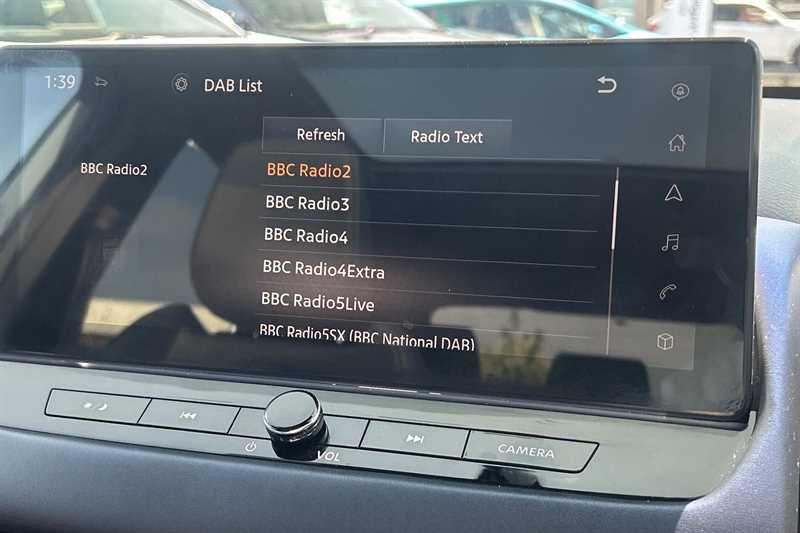 1:39 DAB List
Refresh Radio Text
BBC Radio2
BBC Radio2
BBC Radio3
BBC Radio4
BBC Radio4Extra
BBC Radio5Live
BBC Radio5SX (BBC National DAB)
VOL
CAMERA